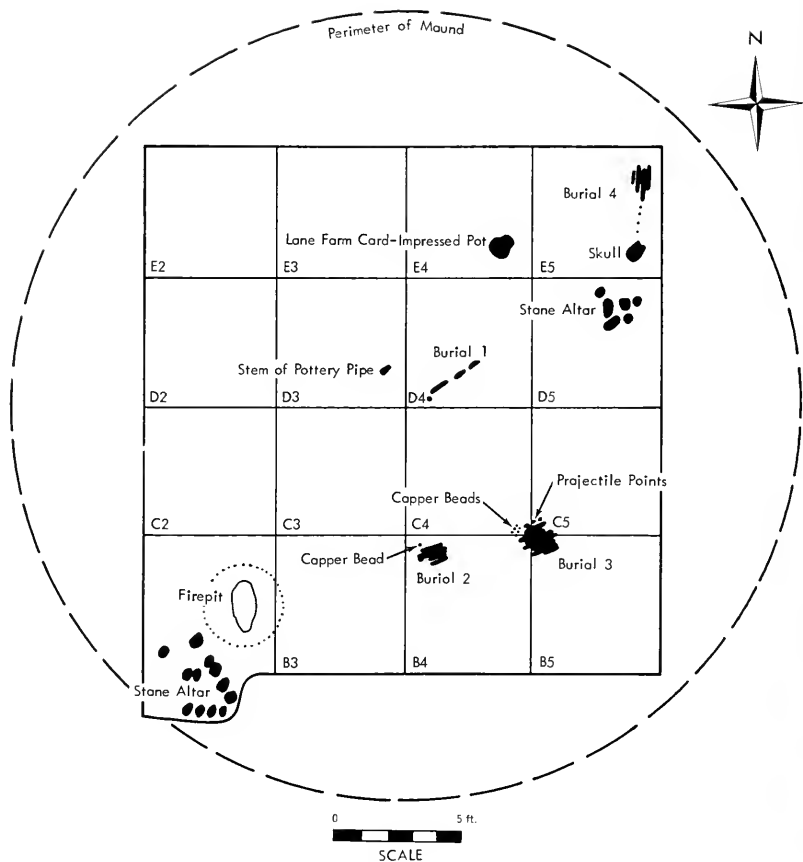 Perimeter of Maund
N
Burial 4
Lane Farm Card-Impressed Pot
Skull
E2
E3
E4
E5
Stane Altar
Burial 1
Stem of Pottery Pipe
D2
D3
D4
D5
Prajectile Points
Capper Beads
C2
C3
C4
C5
Capper Bead
Buriol 2
Burial 3
Firepit
B3
B4
B5
Stane Altar
0 5 ft.
SCALE